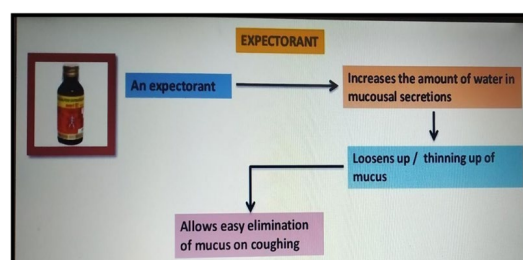 EXPECTORANT
An expectorant
Increases the amount of water in
mucousal secretions
Loosens up / thinning up of
mucus
Allows easy elimination
of mucus on coughing